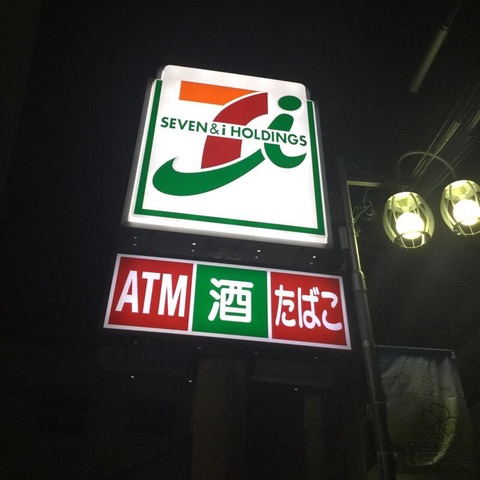 SEVEN & i HOLDINGS
ATM 酒 たばこ